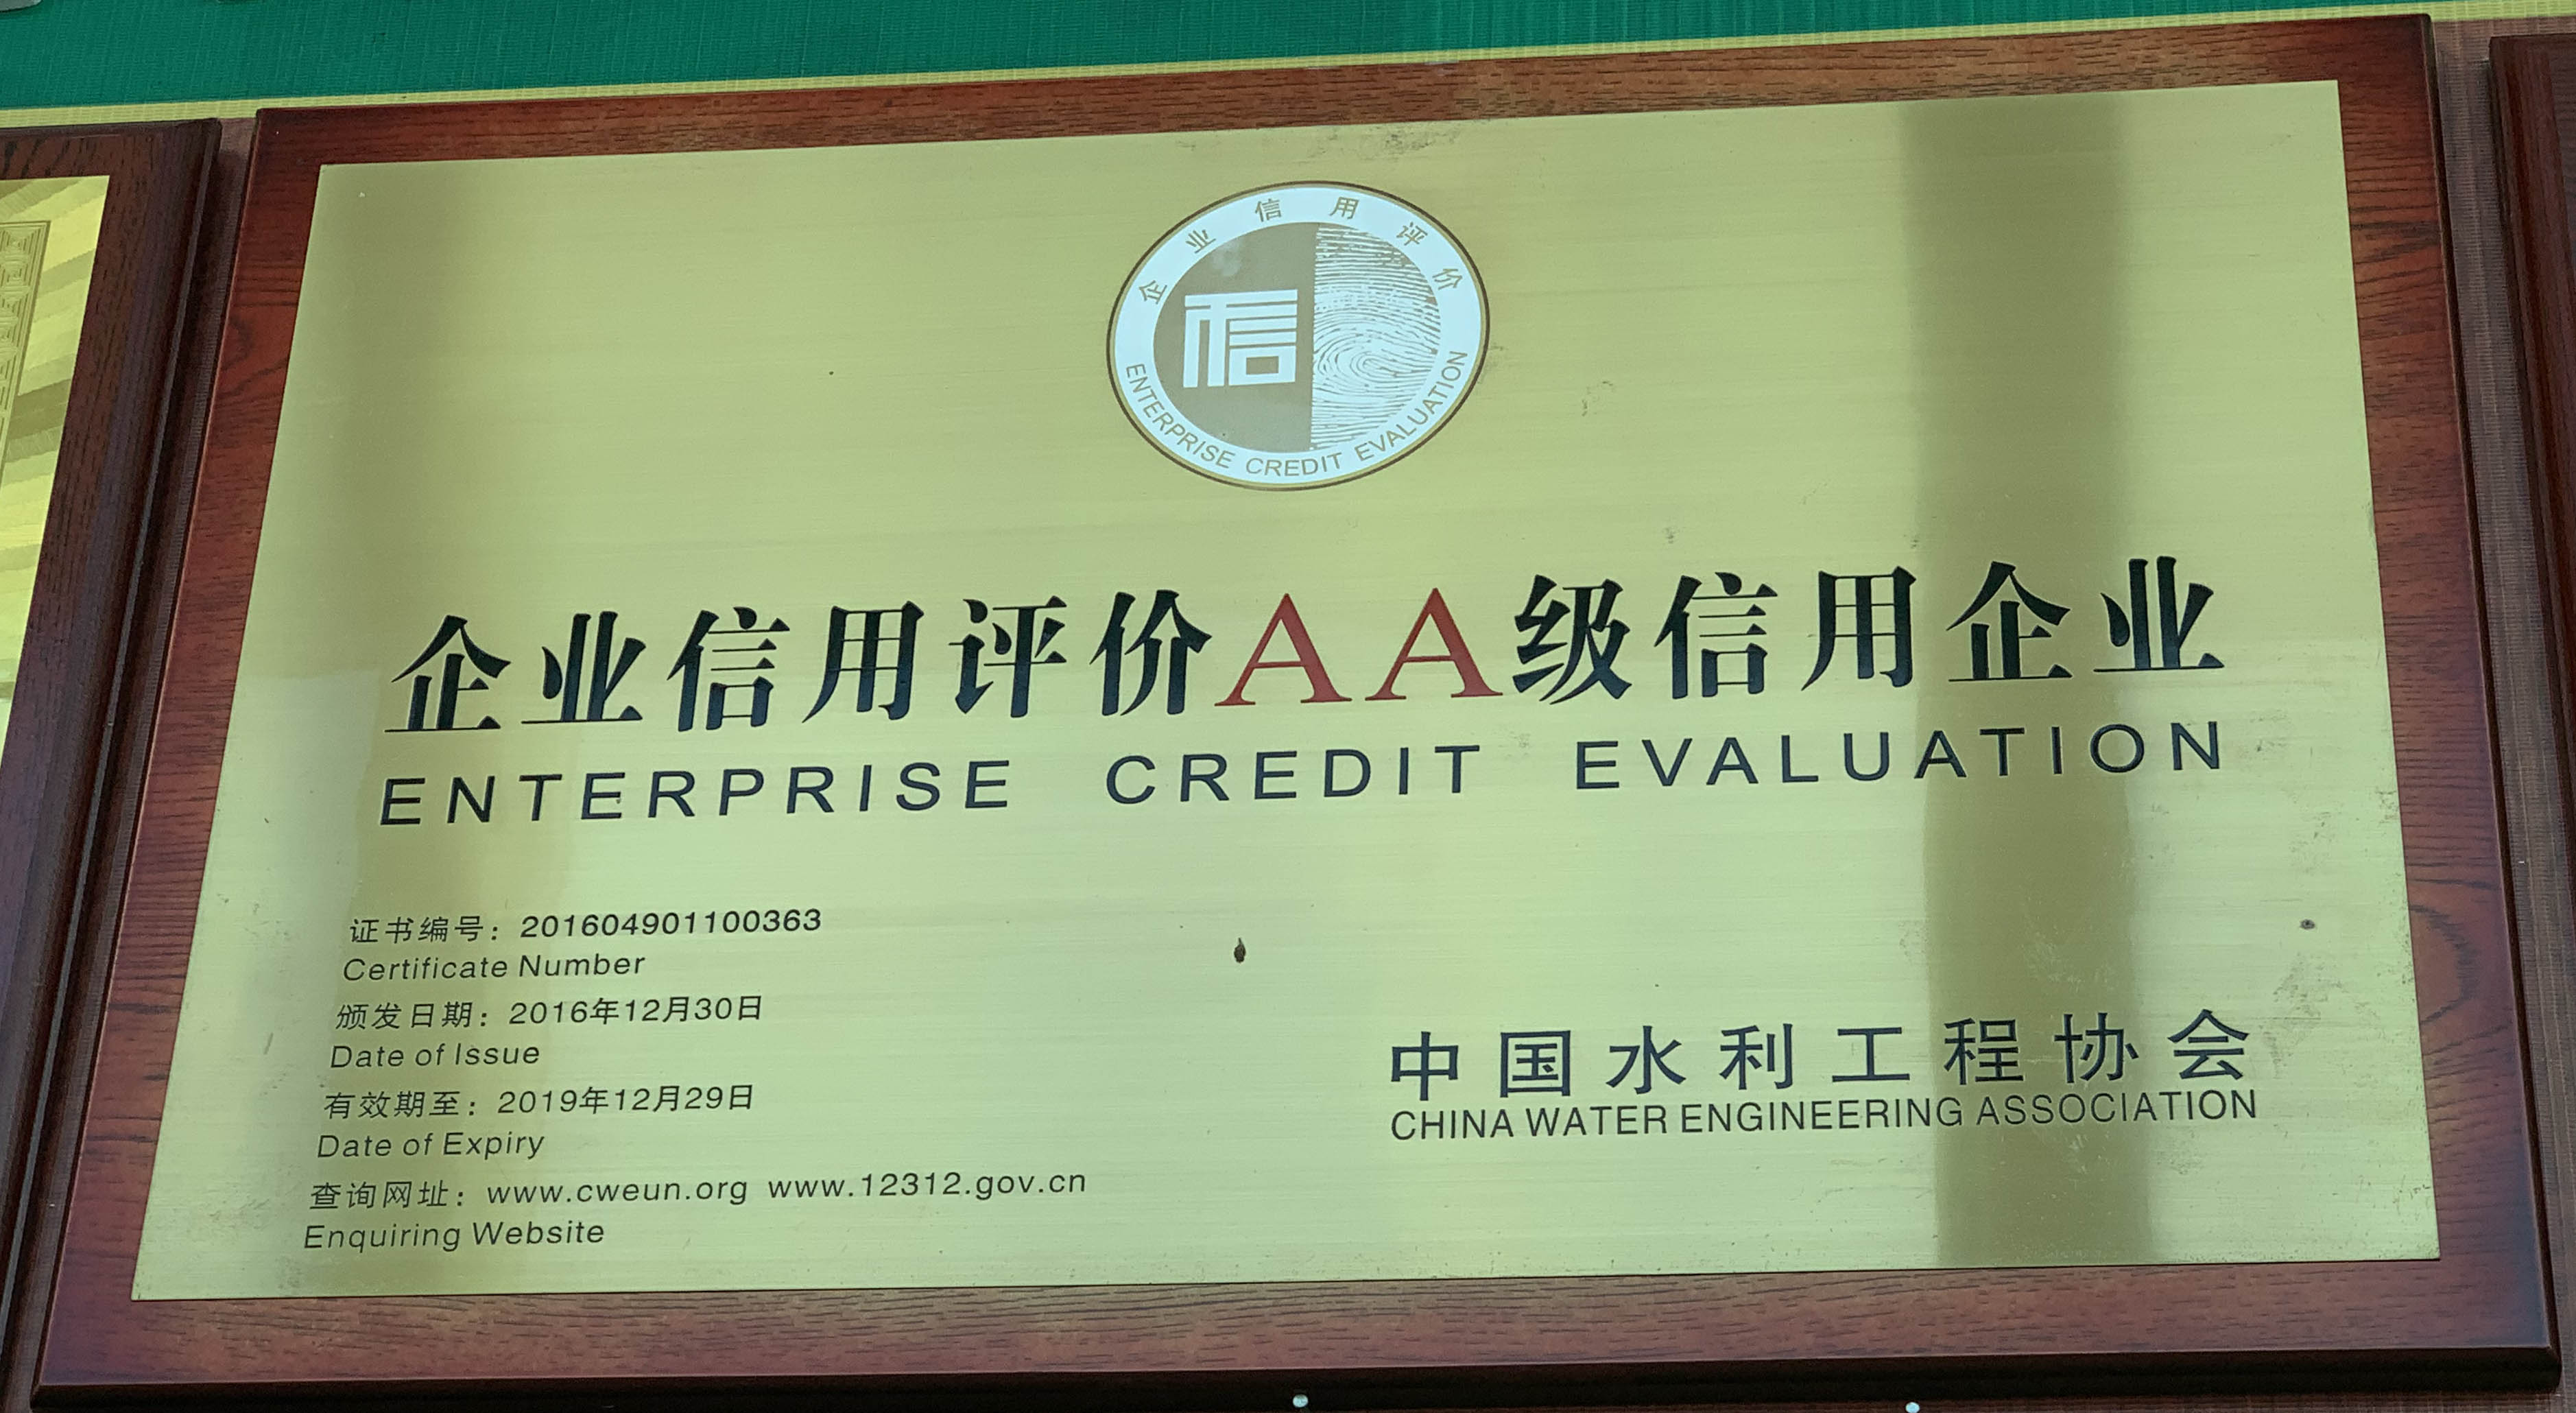 企业信用评价
信
ENTERPRISE CREDIT EVALUATION
企业信用评价AA级信用企业
ENTERPRISE CREDIT EVALUATION
证书编号：201604901100363
Certificate Number
颁发日期：2016年12月30日
Date of Issue
有效期至：2019年12月29日
Date of Expiry
查询网址：www.cweun.org www.12312.gov.cn
Enquiring Website
中国水利工程协会
CHINA WATER ENGINEERING ASSOCIATION